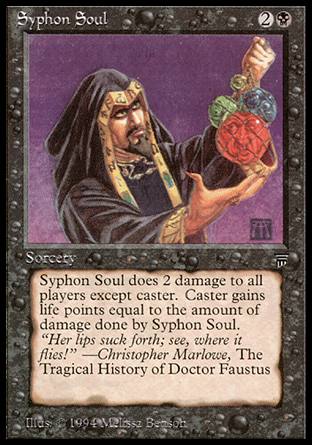 Syphon Soul 2
Sorcery
Syphon Soul does 2 damage to all
players except caster. Caster gains
life points equal to the amount of
damage done by Syphon Soul.
"Her lips suck forth; see, where it
flies!" —Christopher Marlowe, The
Tragical History of Doctor Faustus
Illus. © 1994 Melissa Benson